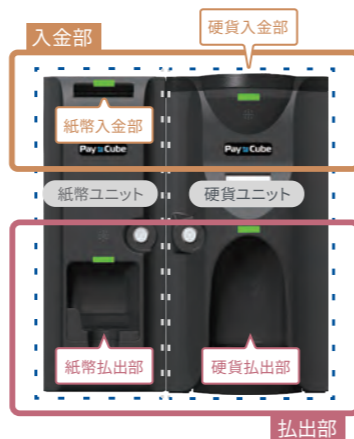 入金部
硬貨入金部
紙幣入金部
Pay Cube
Pay Cube
紙幣ユニット
硬貨ユニット
紙幣払出部
硬貨払出部
払出部